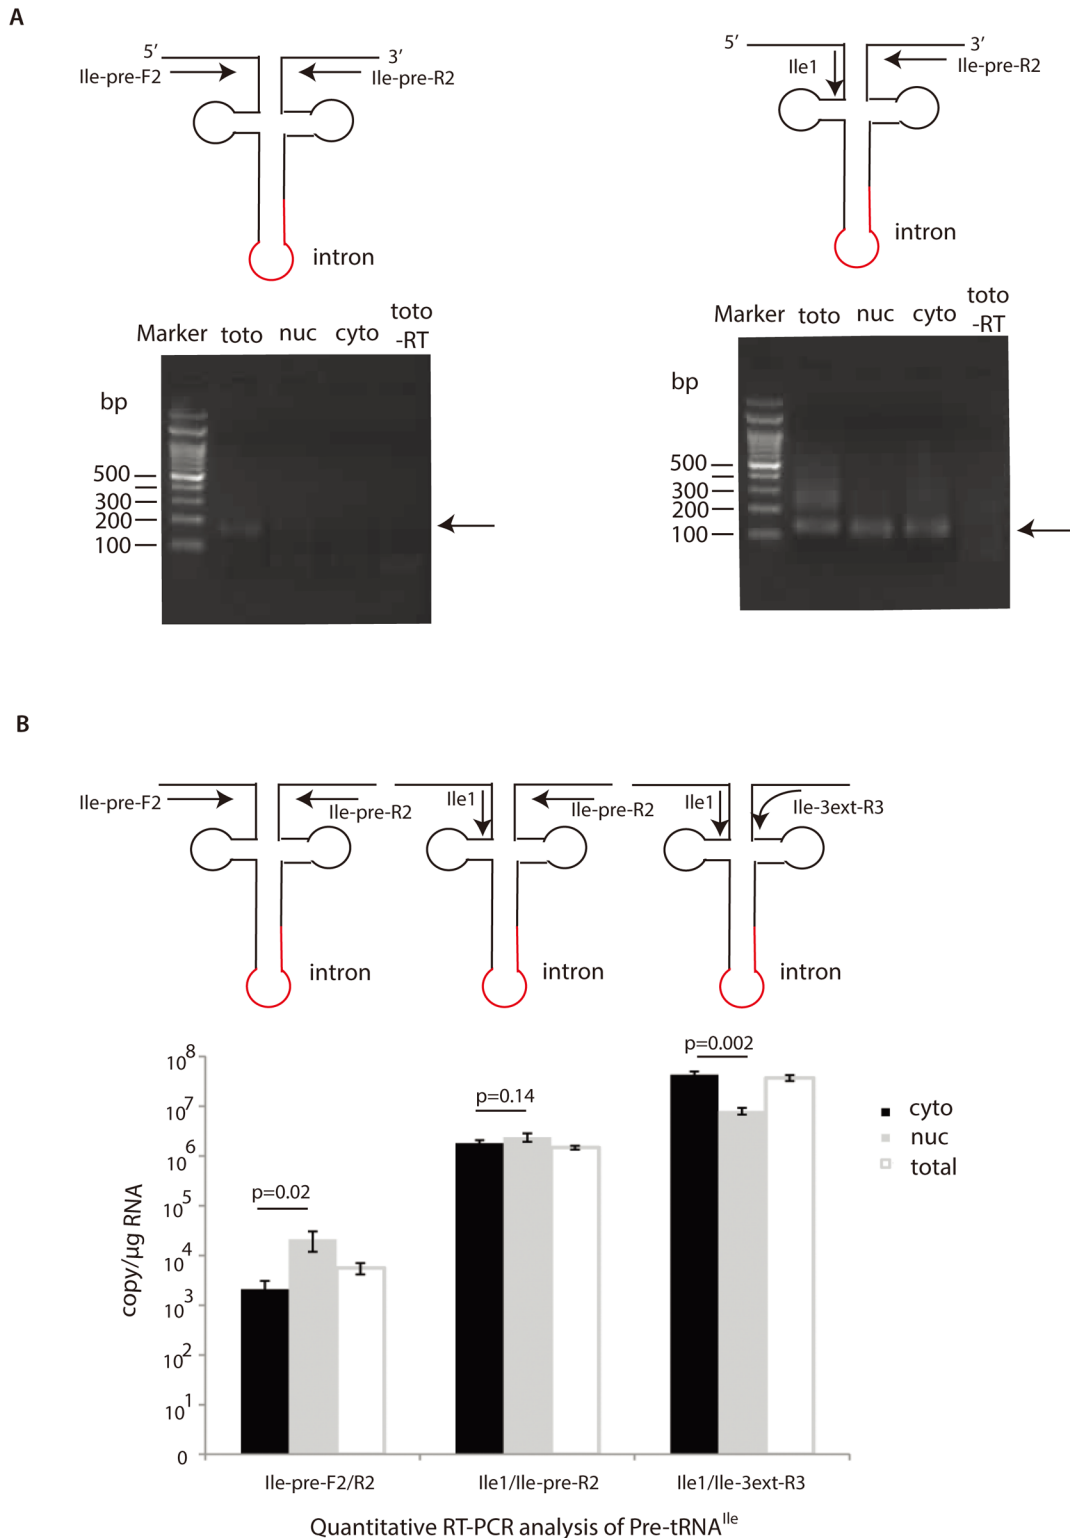 A
5’ 3’
Ile-pre-F2 Ile-pre-R2
intron
5’ 3’
Ile1 Ile-pre-R2
intron
Marker toto nuc cyto toto
-RT
bp
500
300
200
100
Marker toto nuc cyto toto
-RT
bp
500
300
200
100
B
Ile-pre-F2 Ile-pre-R2
intron
Ile1 Ile-pre-R2
intron
Ile1 Ile-3ext-R3
intron
copy/μg RNA
10^8
10^7
10^6
10^5
10^4
10^3
10^2
10^1
0
p=0.02
p=0.14
p=0.002
cyto
nuc
total
Ile-pre-F2/R2 Ile1/Ile-pre-R2 Ile1/Ile-3ext-R3
Quantitative RT-PCR analysis of Pre-tRNA^Ile